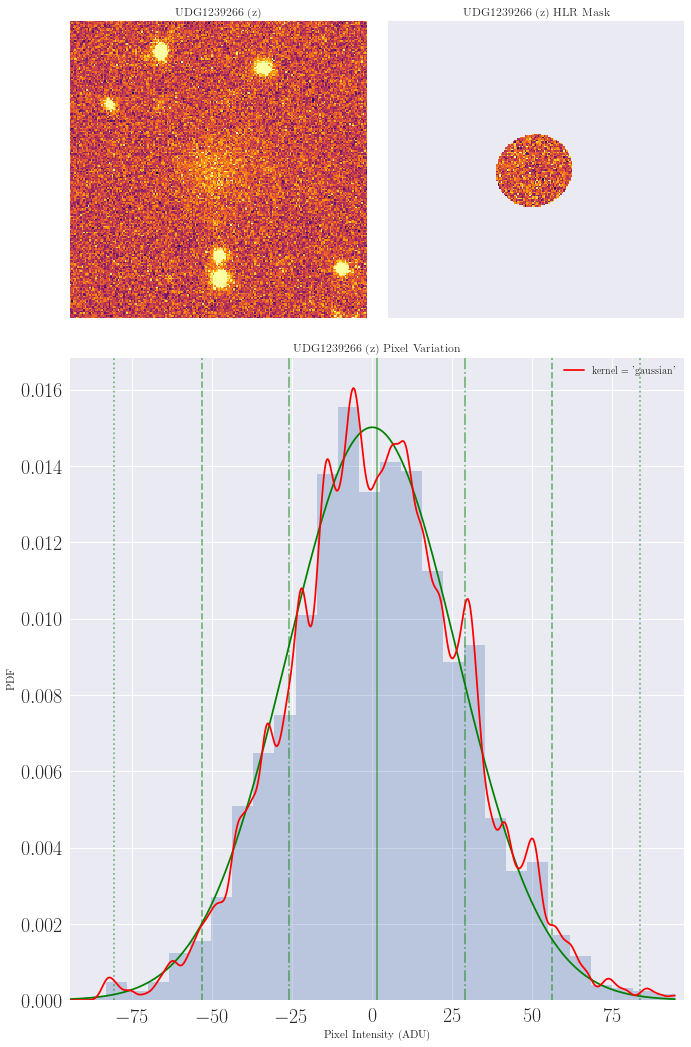 UDG1239266 (z)
UDG1239266 (z) HLR Mask
UDG1239266 (z) Pixel Variation
kernel = 'gaussian'
0.016
0.014
0.012
0.010
0.008
0.006
0.004
0.002
0.000
PDF
−75 −50 −25 0 25 50 75
Pixel Intensity (ADU)